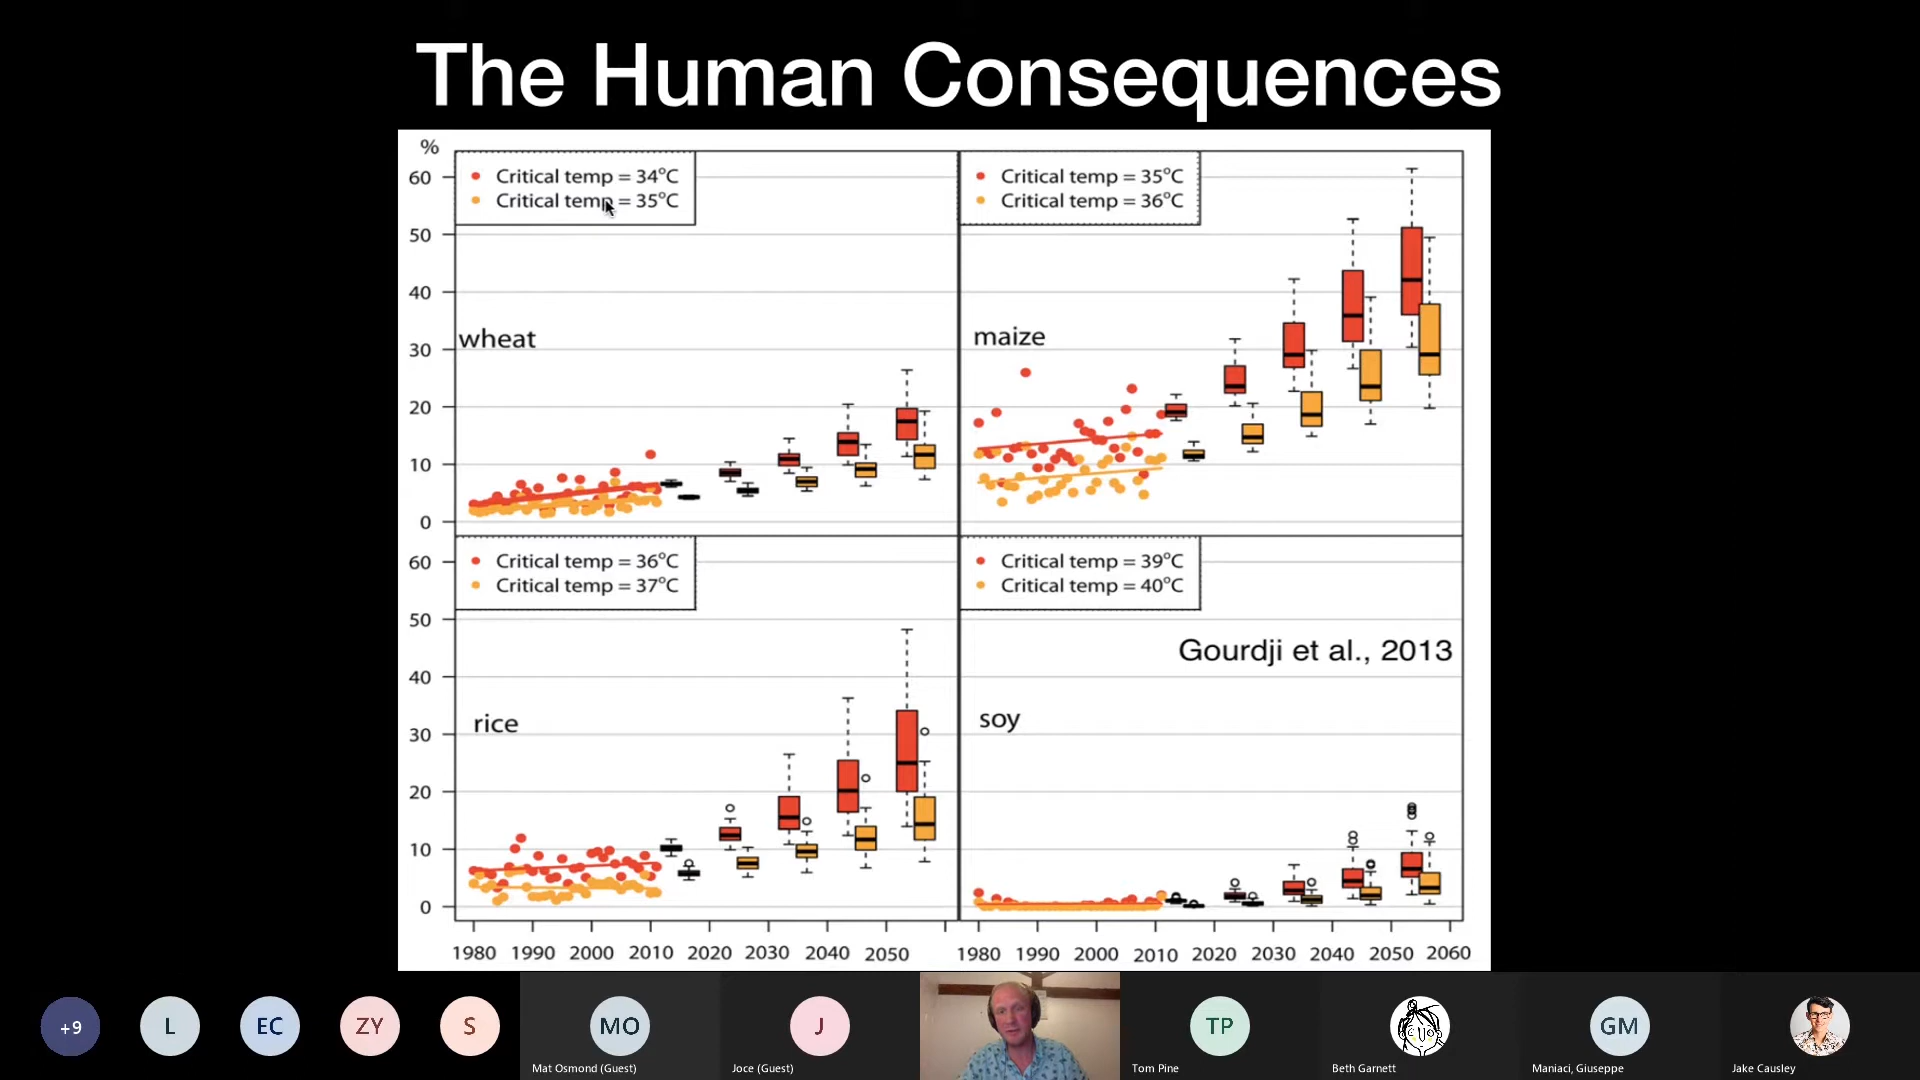 The Human Consequences
%
Critical temp = 34°C
Critical temp = 35°C
Critical temp = 35°C
Critical temp = 36°C
60
50
40
30
20
10
0
wheat
maize
Critical temp = 36°C
Critical temp = 37°C
Critical temp = 39°C
Critical temp = 40°C
60
50
40
30
20
10
0
Gourdji et al., 2013
rice
soy
1980 1990 2000 2010 2020 2030 2040 2050
1980 1990 2000 2010 2020 2030 2040 2050 2060
+9
L
EC
ZY
S
MO
J
TP
GM
Mat Osmond (Guest)
Joce (Guest)
Tom Pine
Beth Garnett
Maniaci, Giuseppe
Jake Causley